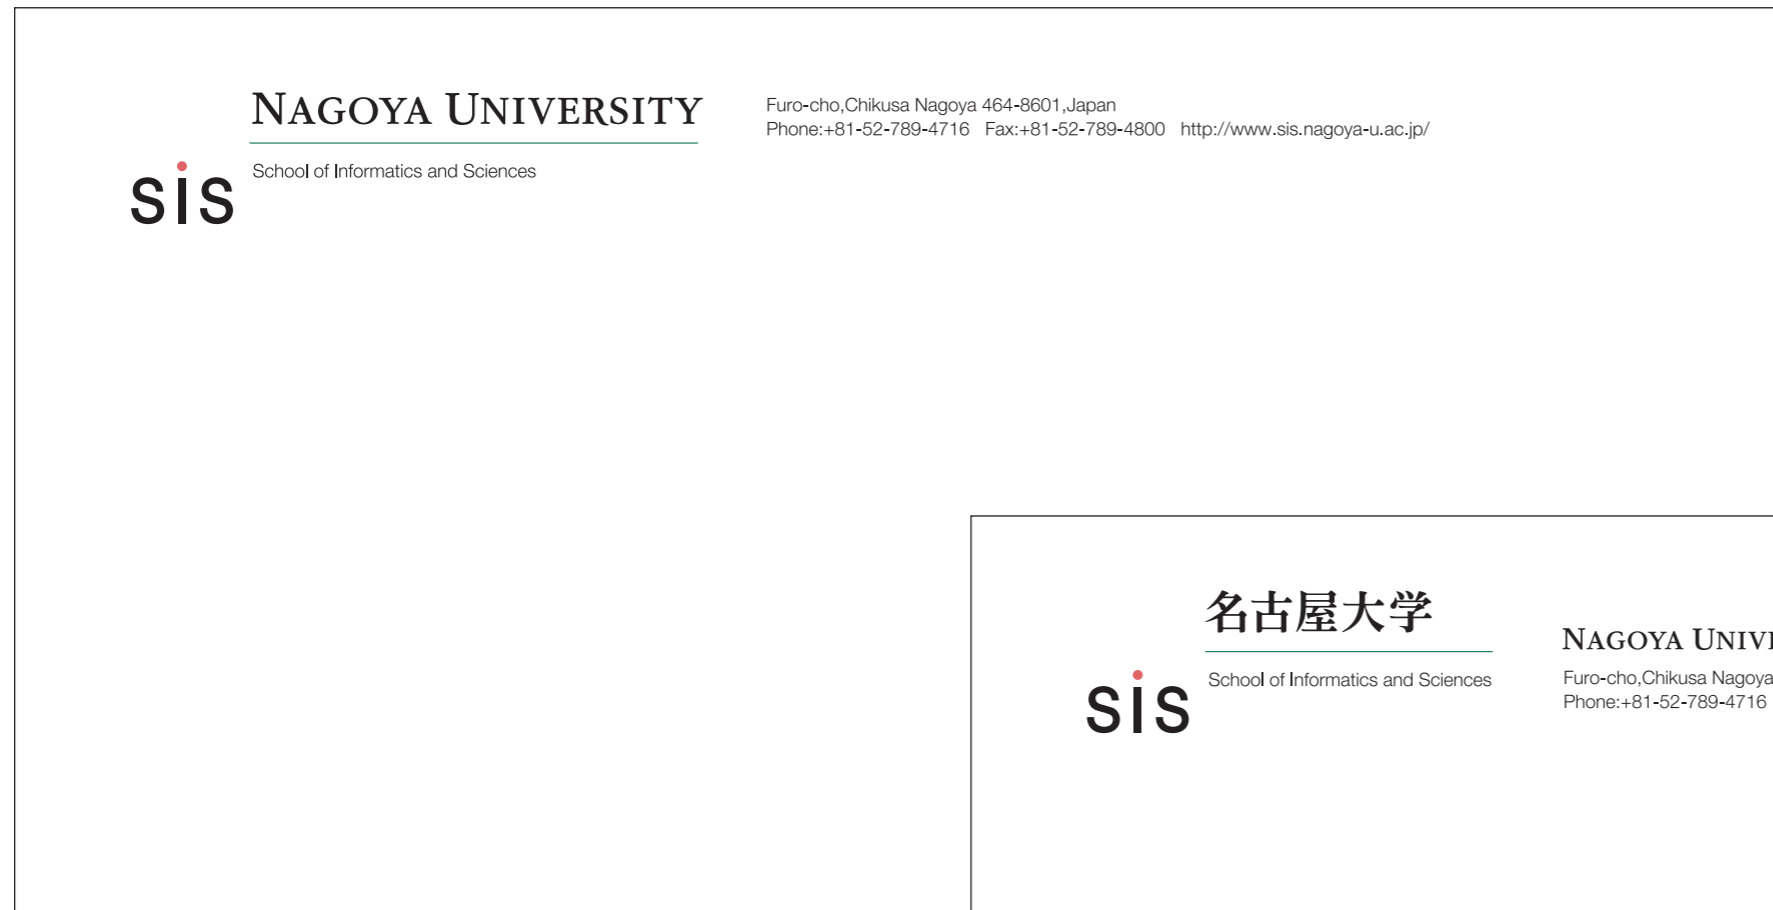 NAGOYA UNIVERSITY
Furo-cho,Chikusa Nagoya 464-8601,Japan
Phone:+81-52-789-4716 Fax:+81-52-789-4800 http://www.sis.nagoya-u.ac.jp/
School of Informatics and Sciences
sis
名古屋大学
School of Informatics and Sciences
sis
NAGOYA
Furo-cho,Chikusa Nagoya
Phone:+81-52-789-4716